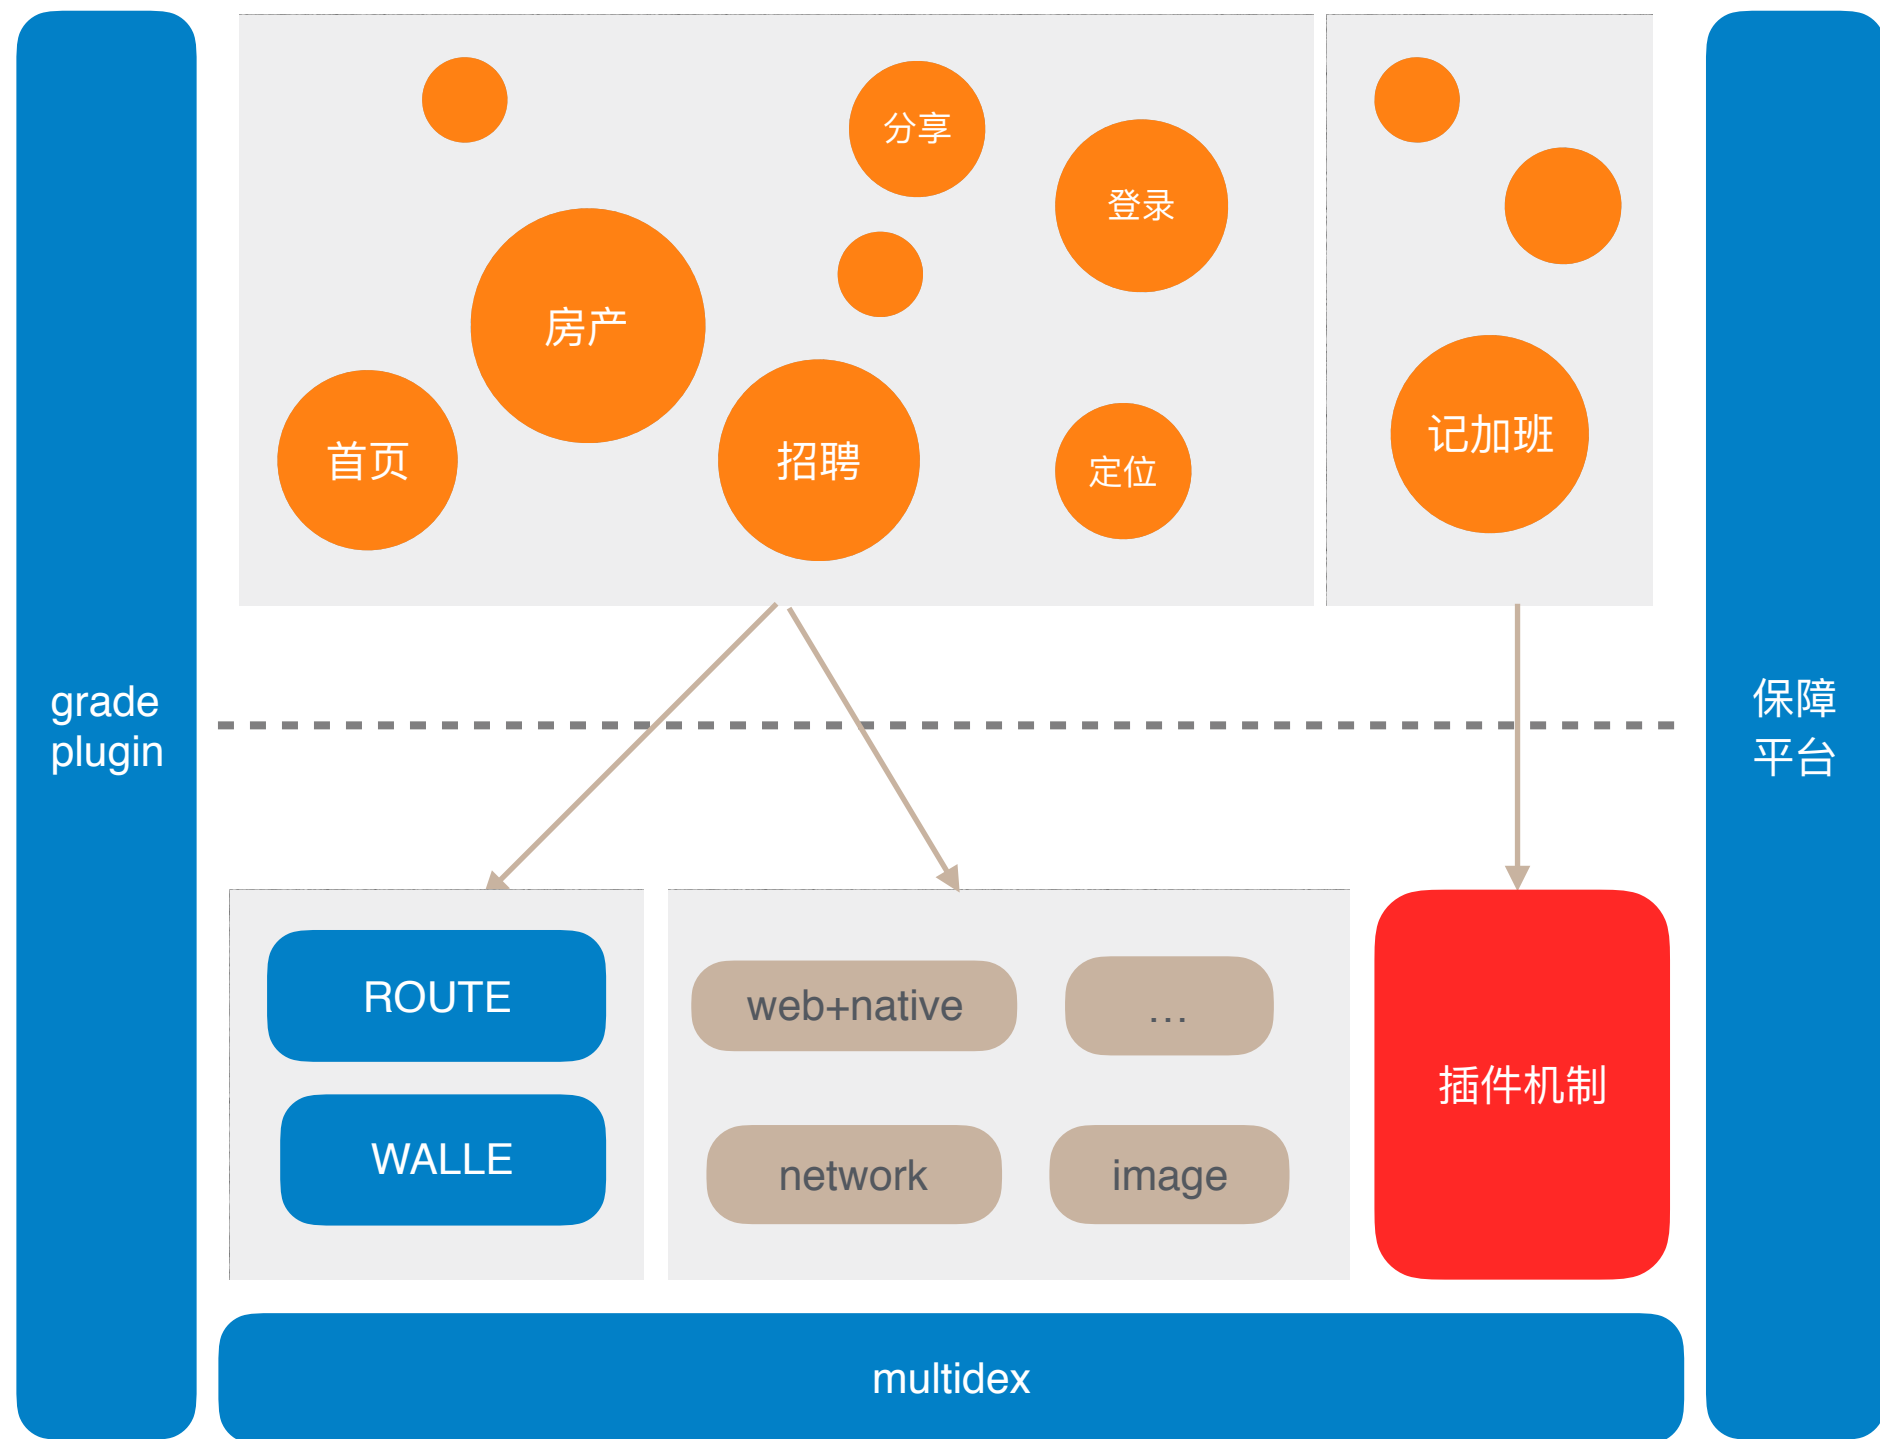 grade
plugin
分享
登录
房产
首页
招聘
定位
记加班
保障
平台
ROUTE
WALLE
web+native
…
network
image
插件机制
multidex